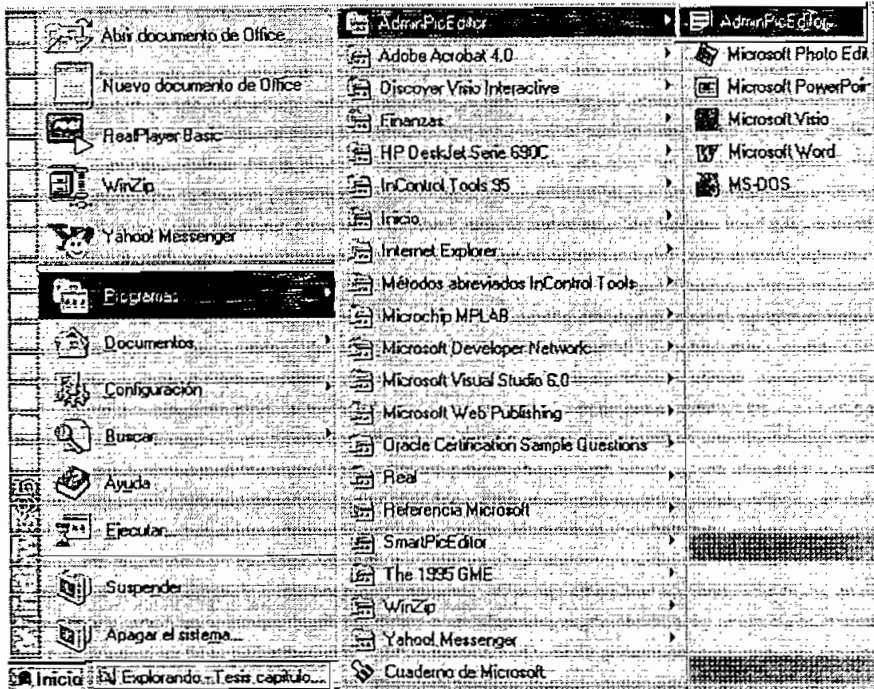 Abrir documento de Office
Nuevo documento de Office
RealPlayer Basic
WinZip
Yahoo! Messenger
Programas
Documentos
Configuración
Buscar
Ayuda
Ejecutar...
Suspender
Apagar el sistema...
Inicio
Explorando - Tesis capitulo...
AdminPicEditor
Adobe Acrobat 4.0
Discover Visio Interactive
Finanzas
HP DeskJet Serie 690C
InControl Tools 95
Inicio
Internet Explorer
Métodos abreviados InControl Tools
Microchip MPLAB
Microsoft Developer Network
Microsoft Visual Studio 6.0
Microsoft Web Publishing
Oracle Certification Sample Questions
Real
Referencia Microsoft
SmartPicEditor
The 1995 GME
WinZip
Yahoo! Messenger
Cuaderno de Microsoft
AdminPicEditor
Microsoft Photo Edi
Microsoft PowerPoin
Microsoft Visio
Microsoft Word
MS-DOS